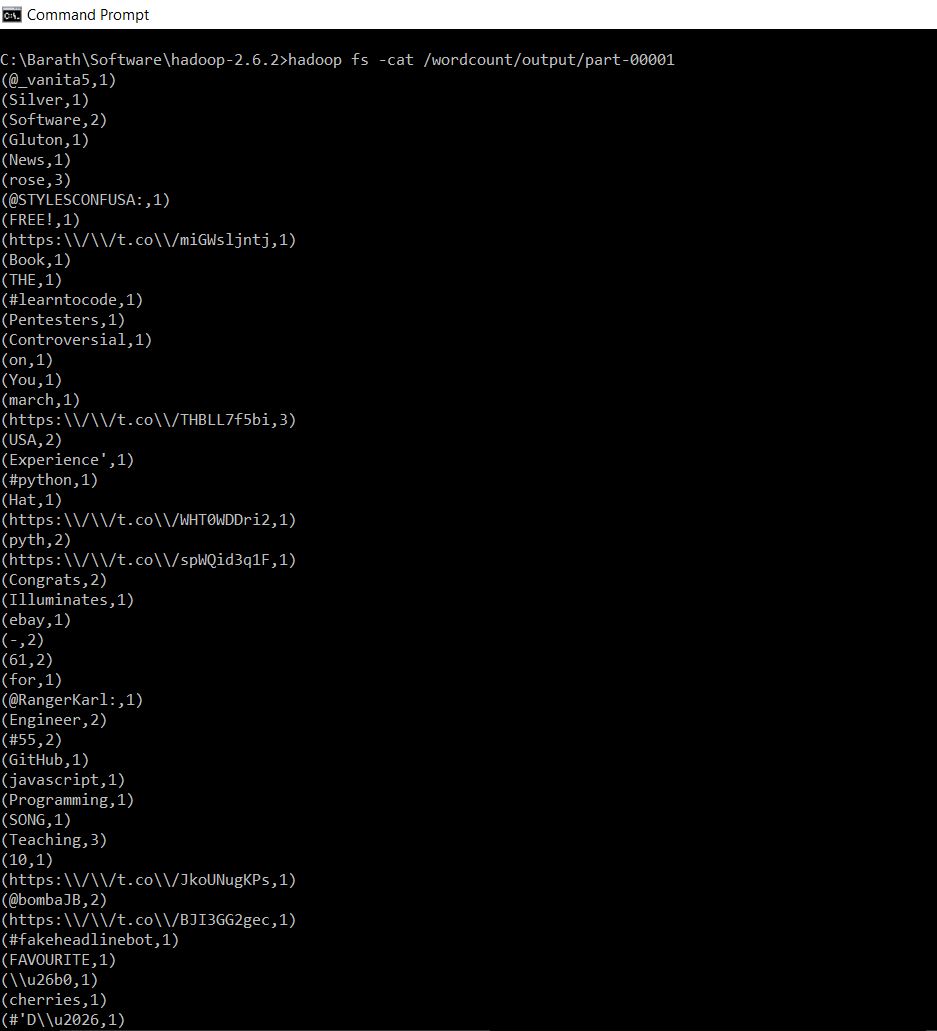 Command Prompt
C:\Barath\Software\hadoop-2.6.2>hadoop fs -cat /wordcount/output/part-00001
(@_vanita5,1)
(Silver,1)
(Software,2)
(Gluton,1)
(News,1)
(rose,3)
(@STYLESCONFUSA:,1)
(FREE!,1)
(https:\\/\\/t.co\\/miGWsljntj,1)
(Book,1)
(THE,1)
(#learntocode,1)
(Pentesters,1)
(Controversial,1)
(on,1)
(You,1)
(march,1)
(https:\\/\\/t.co\\/THBLL7f5bi,3)
(USA,2)
(Experience',1)
(#python,1)
(Hat,1)
(https:\\/\\/t.co\\/WHT0WDDri2,1)
(pyth,2)
(https:\\/\\/t.co\\/spWQid3q1F,1)
(Congrats,2)
(Illuminates,1)
(ebay,1)
(-,2)
(61,2)
(for,1)
(@RangerKarl:,1)
(Engineer,2)
(#55,2)
(GitHub,1)
(javascript,1)
(Programming,1)
(SONG,1)
(Teaching,3)
(10,1)
(https:\\/\\/t.co\\/JkoUNugKPs,1)
(@bombaJB,2)
(https:\\/\\/t.co\\/BJI3GG2gec,1)
(#fakeheadlinebot,1)
(FAVOURITE,1)
(\\u26b0,1)
(cherries,1)
(#'D\\u2026,1)